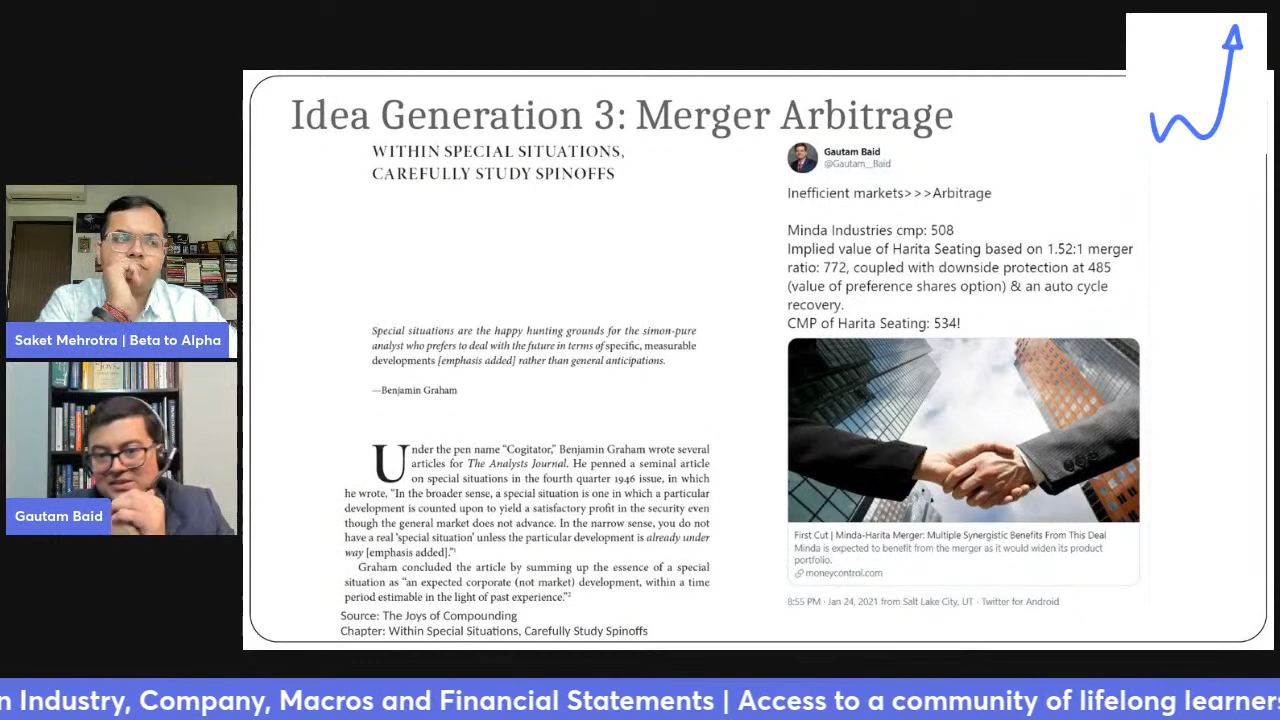 Idea Generation 3: Merger Arbitrage
WITHIN SPECIAL SITUATIONS,
CAREFULLY STUDY SPINOFFS
Special situations are the happy hunting grounds for the simon-pure
analyst who prefers to deal with the future in terms of specific, measurable
developments [emphasis added] rather than general anticipations.
—Benjamin Graham
Under the pen name “Cogitator,” Benjamin Graham wrote several
articles for The Analysts Journal. He penned a seminal article
on special situations in the fourth quarter 1946 issue, in which
he wrote, “In the broader sense, a special situation is one in which a particular
development is counted upon to yield a satisfactory profit in the security even
though the general market does not advance. In the narrow sense, you do not
have a real ‘special situation’ unless the particular development is already under
way [emphasis added].”1
Graham concluded the article by summing up the essence of a special
situation as “an expected corporate (not market) development, within a time
period estimable in the light of past experience.”2
Source: The Joys of Compounding
Chapter: Within Special Situations, Carefully Study Spinoffs
Gautam Baid
@Gautam__Baid
Inefficient markets>>>Arbitrage
Minda Industries cmp: 508
Implied value of Harita Seating based on 1.52:1 merger
ratio: 772, coupled with downside protection at 485
(value of preference shares option) & an auto cycle
recovery.
CMP of Harita Seating: 534!
First Cut | Minda-Harita Merger: Multiple Synergistic Benefits From This Deal
Minda is expected to benefit from the merger as it would widen its product
portfolio.
moneycontrol.com
8:55 PM · Jan 24, 2021 from Salt Lake City, UT · Twitter for Android
Saket Mehrotra | Beta to Alpha
Gautam Baid
n Industry, Company, Macros and Financial Statements | Access to a community of lifelong learners